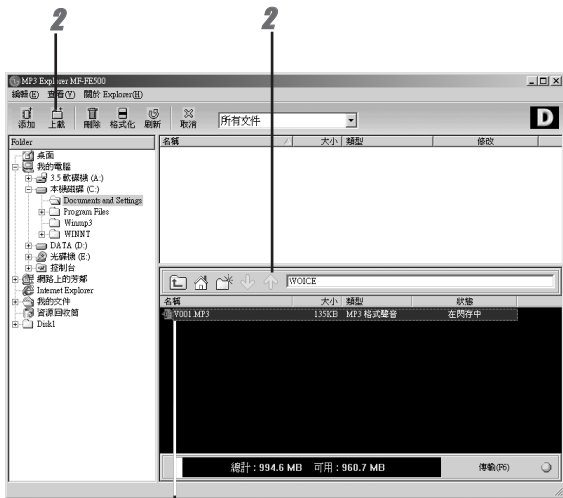 2 2
MP3 Explorer MF-FE500
編輯(E) 查看(V) 關於 Explorer(H)
添加 上載 刪除 格式化 刷新 取消 所有文件 D
Folder
桌面
我的電腦
3.5 軟碟機 (A:)
本機磁碟 (C:)
Documents and Settings
Program Files
Winmp3
WINNT
DATA (D:)
光碟機 (E:)
控制台
網路上的芳鄰
Internet Explorer
我的文件
資源回收筒
Disk1
名稱 大小 類型 修改
\VOICE
名稱 大小 類型 狀態
V001.MP3 135KB MP3 格式聲音 在閃存中
總計：994.6 MB 可用：960.7 MB 傳輸(F6)